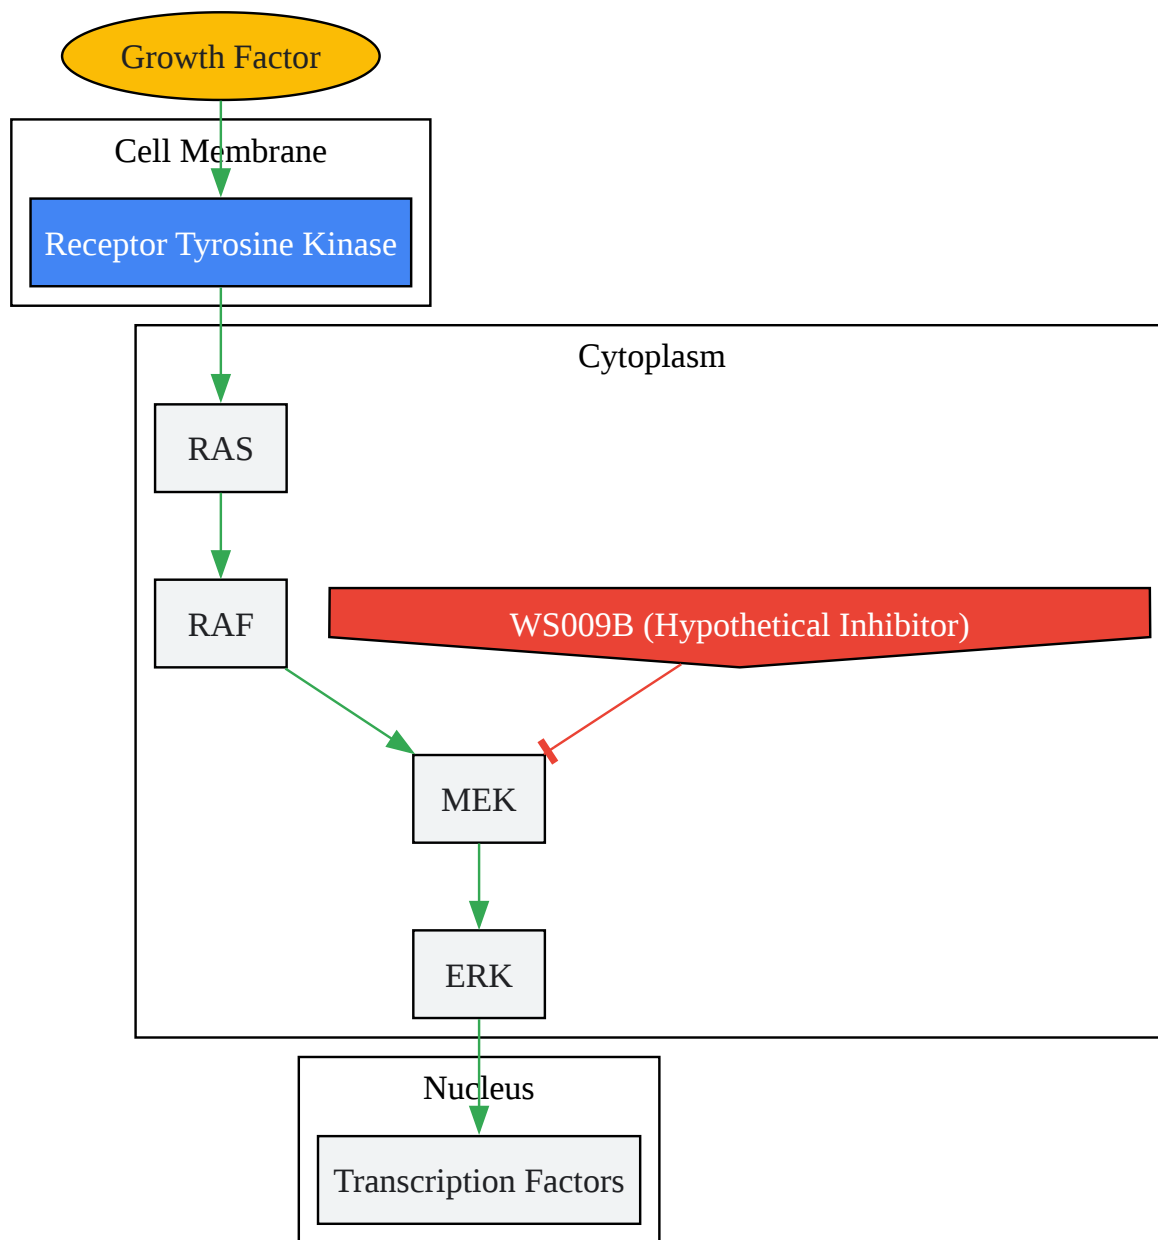 Growth Factor
Cell Membrane
Receptor Tyrosine Kinase
Cytoplasm
RAS
RAF
WS009B (Hypothetical Inhibitor)
MEK
ERK
Nucleus
Transcription Factors